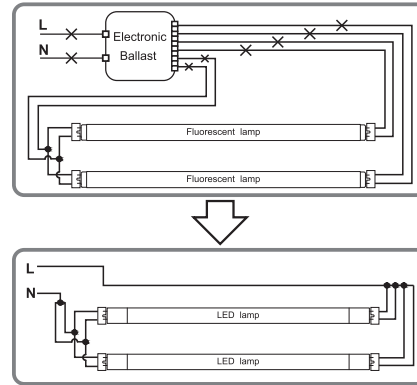 L
N
Electronic
Ballast
Fluorescent lamp
Fluorescent lamp
L
N
LED lamp
LED lamp